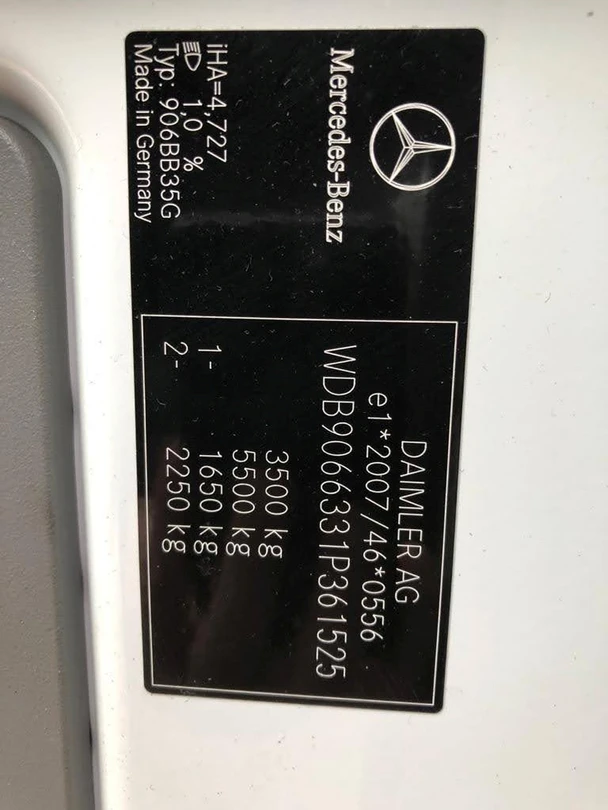 Mercedes-Benz
iHA=4,727
1,0 %
Typ: 906BB35G
Made in Germany
DAIMLER AG
e1*2007/46*0556
WDB9066331P361525
3500 kg
5500 kg
1- 1650 kg
2- 2250 kg